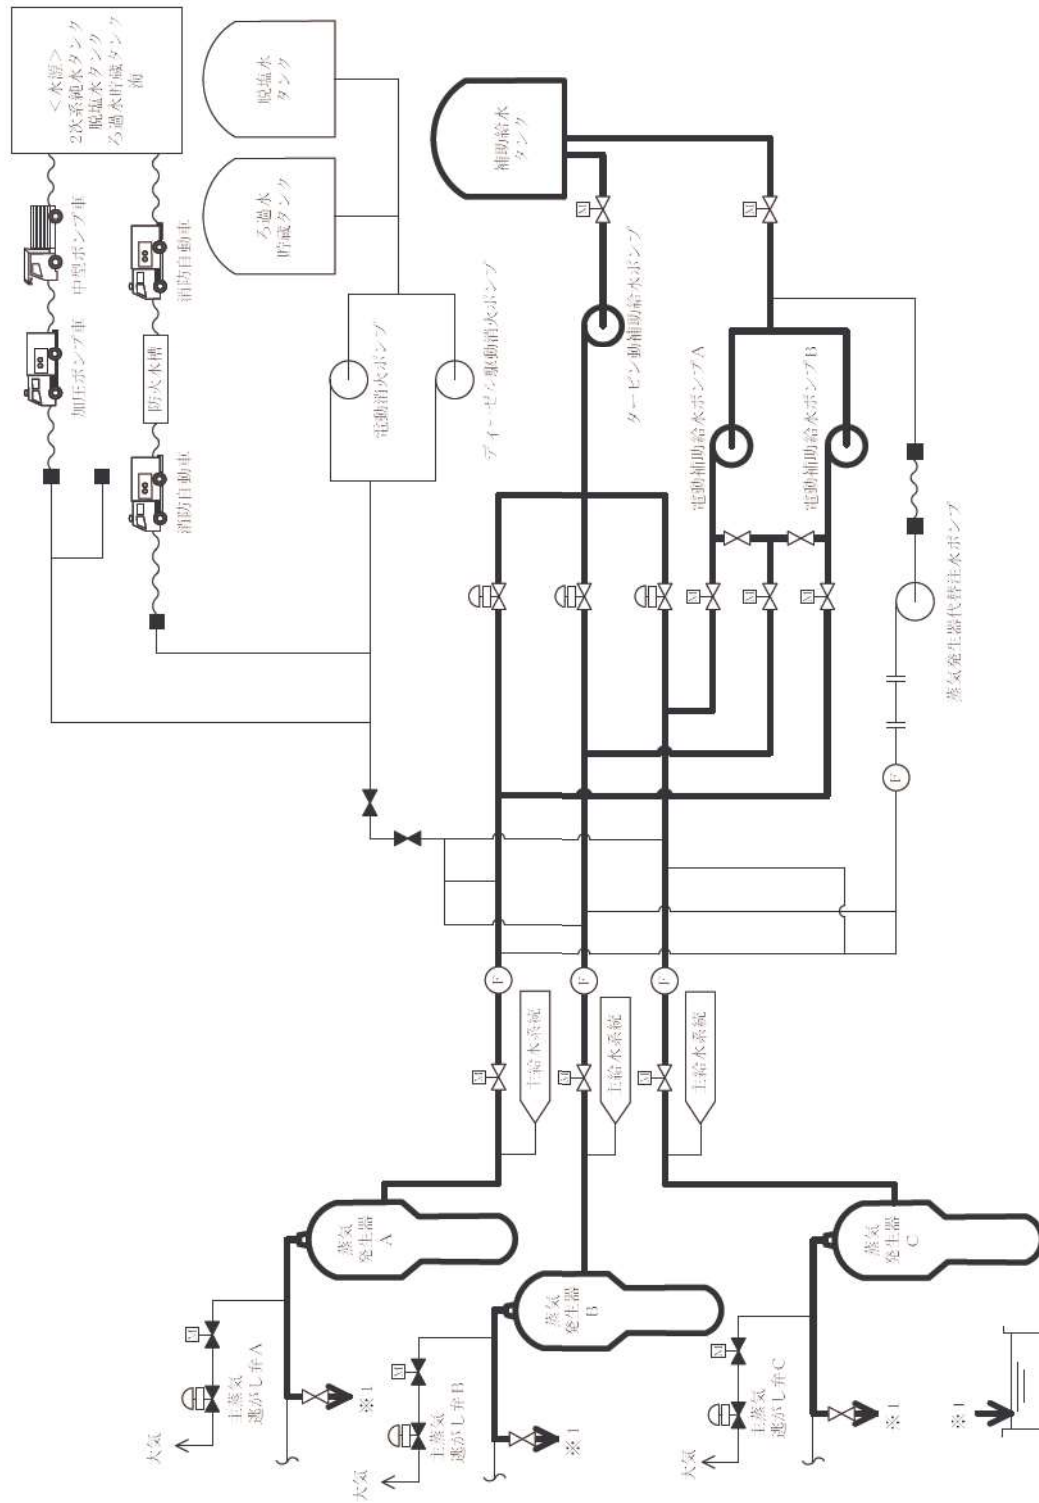 <水源>
2次系純水タンク
脱塩水タンク
ろ過水貯蔵タンク
海
中型ポンプ車
加圧ポンプ車
消防自動車
防火水槽
消防自動車
脱塩水
タンク
ろ過水
貯蔵タンク
電動消火ポンプ
ディーゼル駆動消火ポンプ
補助給水
タンク
M
M
タービン動補助給水ポンプ
電動補助給水ポンプA
電動補助給水ポンプB
M
M
M
蒸気発生器代替注水ポンプ
F
F
F
F
M
M
M
主給水系統
主給水系統
主給水系統
蒸気
発生器
A
蒸気
発生器
B
蒸気
発生器
C
M
主蒸気
逃がし弁A
大気
※1
M
主蒸気
逃がし弁B
大気
※1
M
主蒸気
逃がし弁C
大気
※1
※1